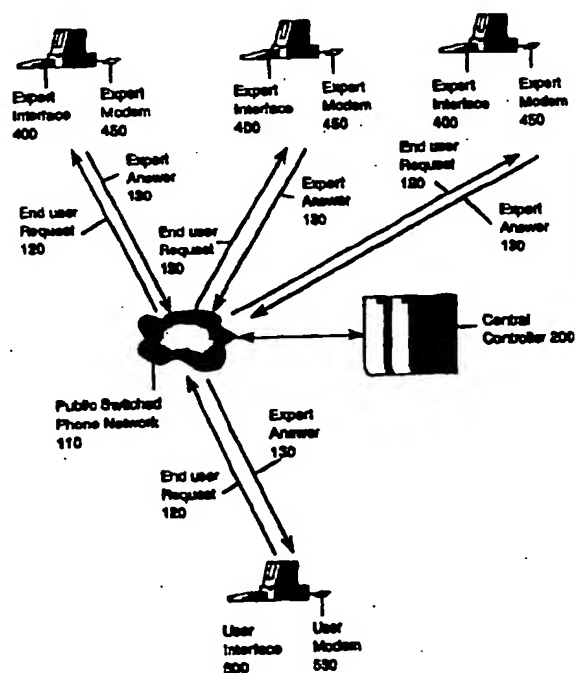 Expert
Interface
400
Expert
Modem
450
Expert
Interface
400
Expert
Modem
450
Expert
Interface
400
Expert
Modem
450
Expert
Answer
130
End user
Request
120
End user
Request
120
Expert
Answer
130
End user
Request
120
Expert
Answer
130
Central
Controller 200
Public Switched
Phone Network
110
Expert
Answer
130
End user
Request
120
User
Interface
500
User
Modem
530